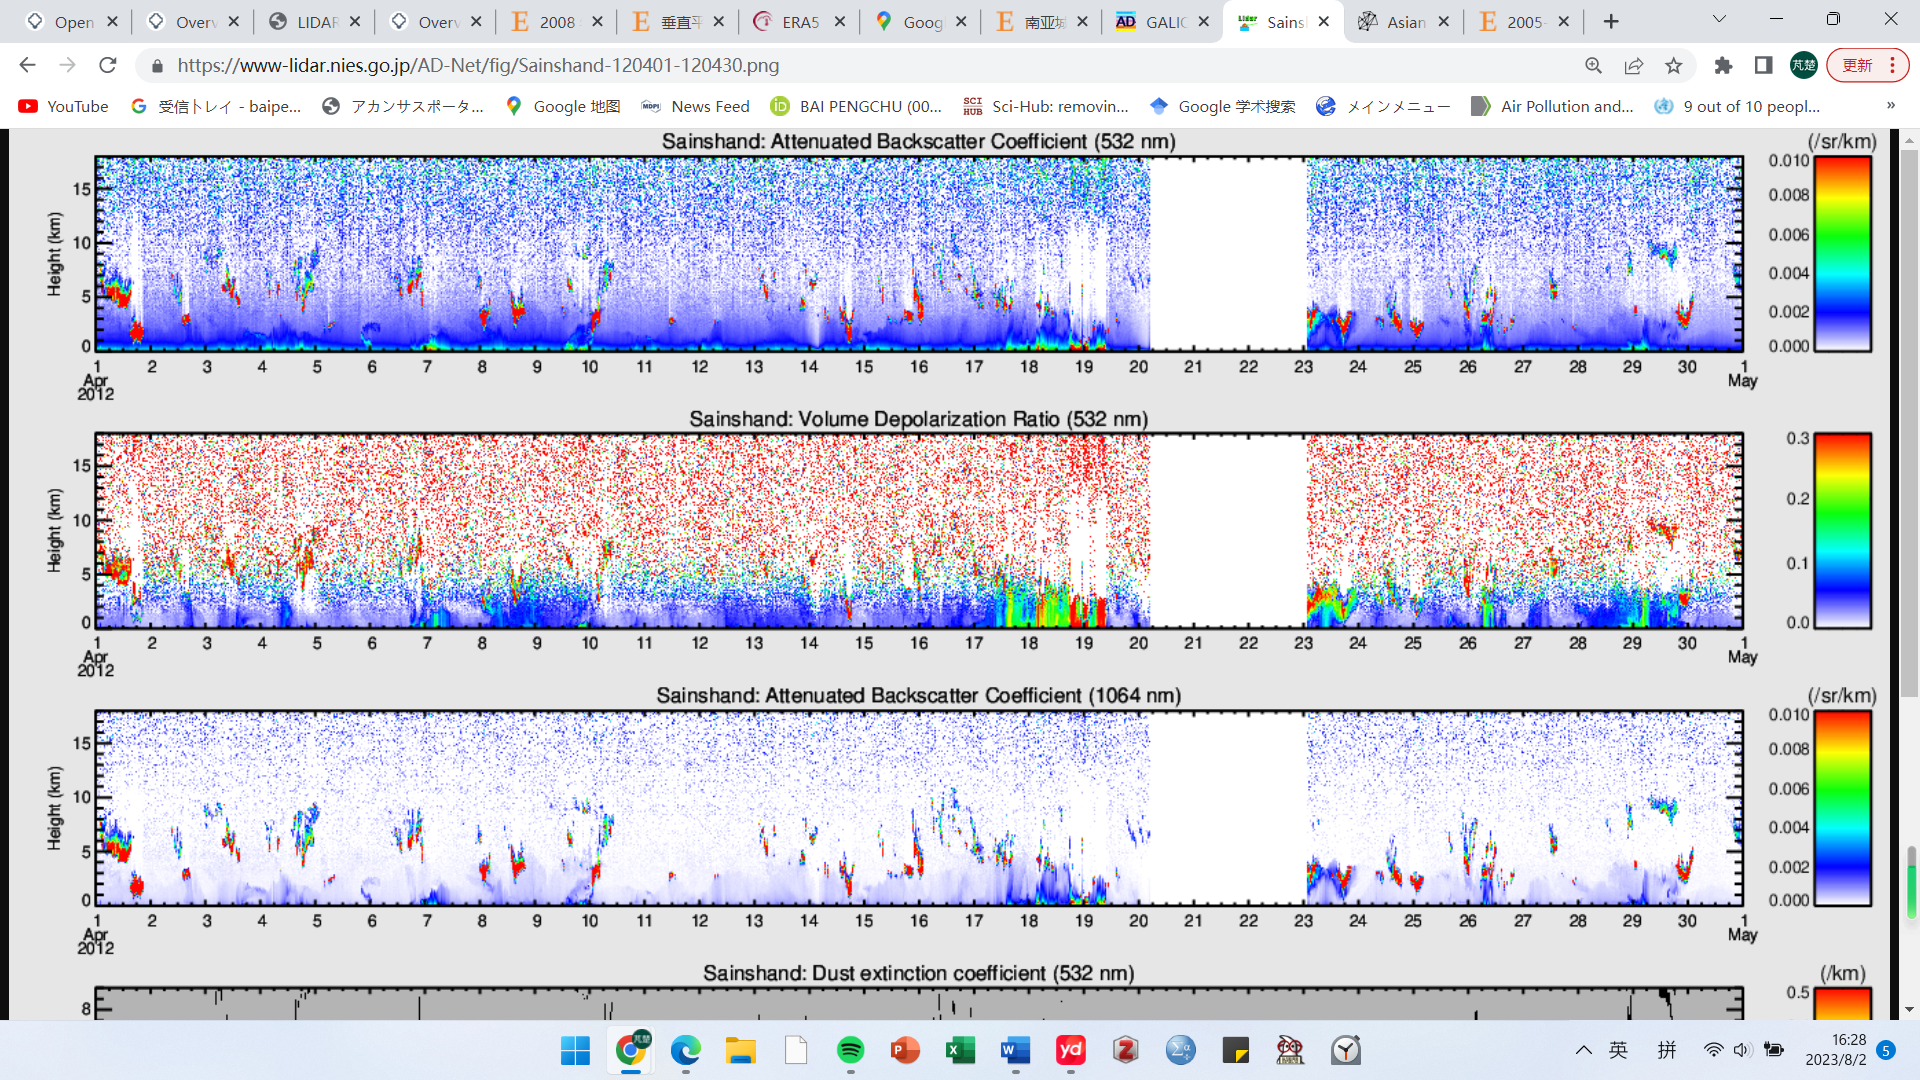 Open
Overv
LIDAR
Overv
2008
垂直平
ERA5
Goog
南亚城
GALIC
Sainsh
Asian
2005-
https://www-lidar.nies.go.jp/AD-Net/fig/Sainshand-120401-120430.png
芃楚
更新
YouTube
受信トレイ - baipe...
アカンサスポータ...
Google 地图
News Feed
BAI PENGCHU (00...
Sci-Hub: removin...
Google 学术搜索
メインメニュー
Air Pollution and...
9 out of 10 peopl...
»
Sainshand: Attenuated Backscatter Coefficient (532 nm)
(/sr/km)
Height (km)
15
10
5
0
0.010
0.008
0.006
0.004
0.002
0.000
1 2 3 4 5 6 7 8 9 10 11 12 13 14 15 16 17 18 19 20 21 22 23 24 25 26 27 28 29 30 1
Apr
May
2012
Sainshand: Volume Depolarization Ratio (532 nm)
Height (km)
15
10
5
0
0.3
0.2
0.1
0.0
1 2 3 4 5 6 7 8 9 10 11 12 13 14 15 16 17 18 19 20 21 22 23 24 25 26 27 28 29 30 1
Apr
May
2012
Sainshand: Attenuated Backscatter Coefficient (1064 nm)
(/sr/km)
Height (km)
15
10
5
0
0.010
0.008
0.006
0.004
0.002
0.000
1 2 3 4 5 6 7 8 9 10 11 12 13 14 15 16 17 18 19 20 21 22 23 24 25 26 27 28 29 30 1
Apr
May
2012
Sainshand: Dust extinction coefficient (532 nm)
(/km)
8
0.5
英
拼
16:28
2023/8/2
5